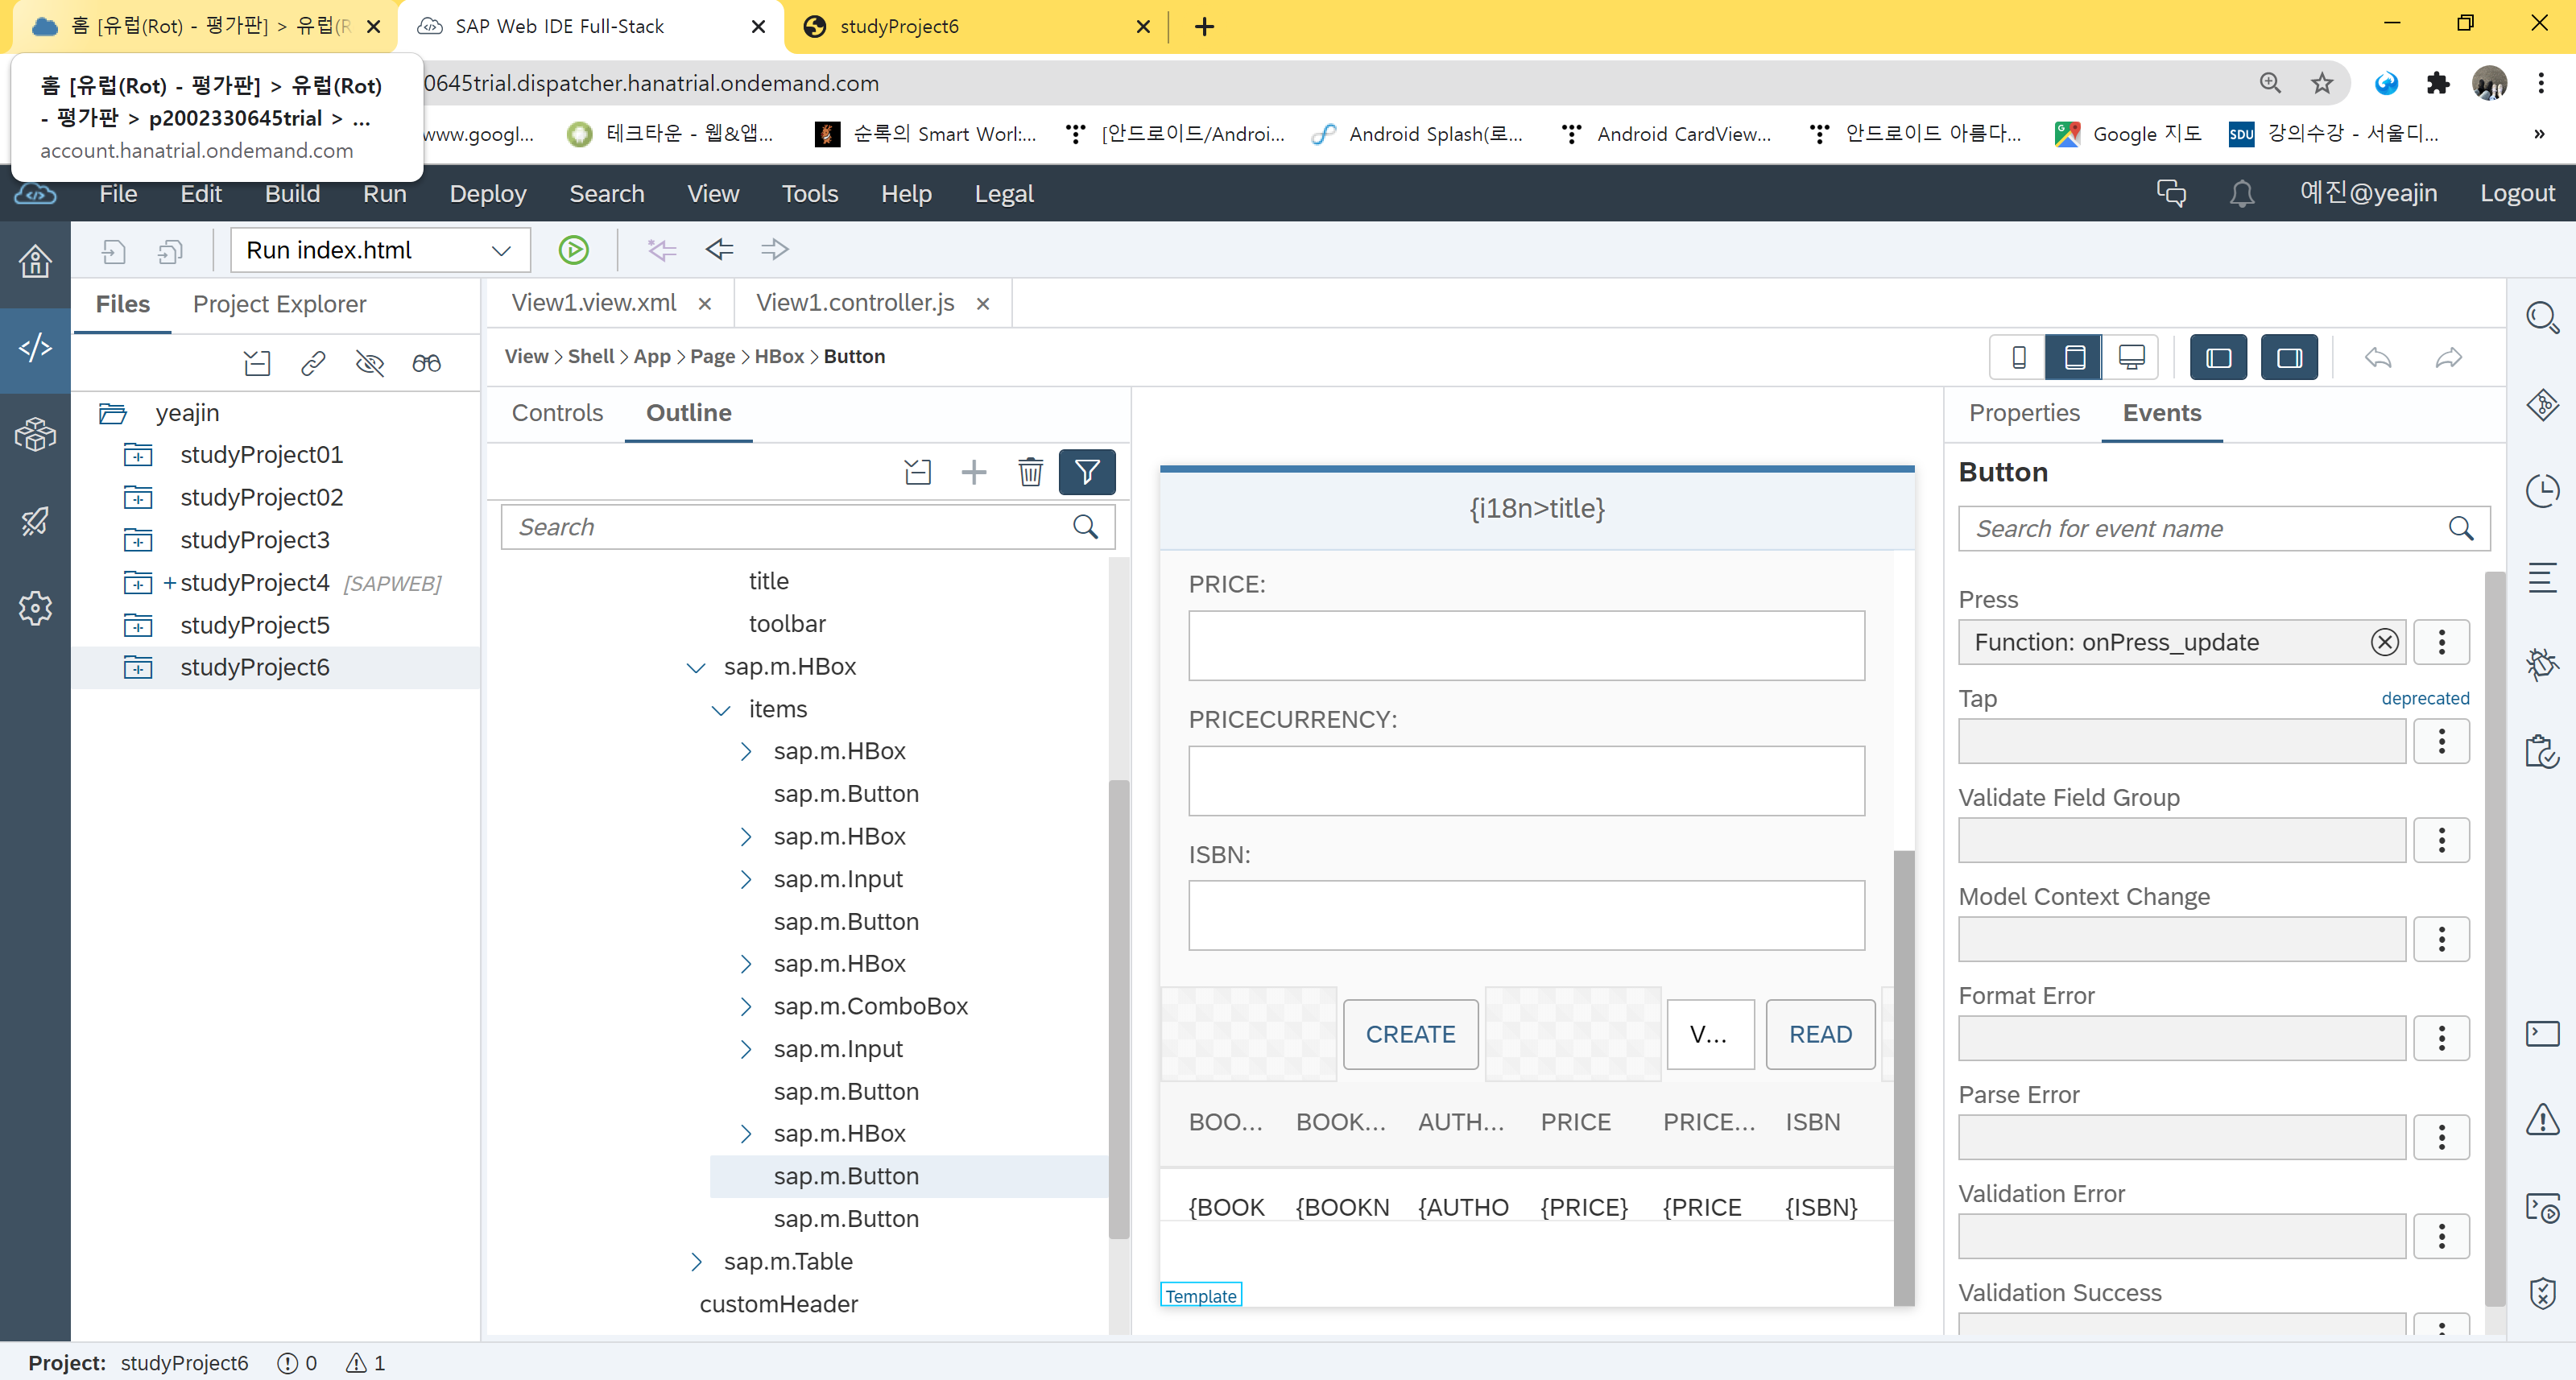 홈 [유럽(Rot) - 평가판] > 유럽(R
SAP Web IDE Full-Stack
studyProject6
홈 [유럽(Rot) - 평가판] > 유럽(Rot)
- 평가판 > p2002330645trial > ...
account.hanatrial.ondemand.com
0645trial.dispatcher.hanatrial.ondemand.com
www.googl...
테크타운 - 웹&앱...
순록의 Smart Worl:...
[안드로이드/Androi...
Android Splash(로...
Android CardView...
안드로이드 아름다...
Google 지도
SDU
강의수강 - 서울디...
»
File
Edit
Build
Run
Deploy
Search
View
Tools
Help
Legal
예진@yeajin
Logout
Run index.html
Files
Project Explorer
yeajin
studyProject01
studyProject02
studyProject3
+ studyProject4 [SAPWEB]
studyProject5
studyProject6
View1.view.xml
View1.controller.js
View > Shell > App > Page > HBox > Button
Controls
Outline
Search
title
toolbar
sap.m.HBox
items
sap.m.HBox
sap.m.Button
sap.m.HBox
sap.m.Input
sap.m.Button
sap.m.HBox
sap.m.ComboBox
sap.m.Input
sap.m.Button
sap.m.HBox
sap.m.Button
sap.m.Button
sap.m.Table
customHeader
{i18n>title}
PRICE:
PRICECURRENCY:
ISBN:
CREATE
V...
READ
BOO...
BOOK...
AUTH...
PRICE
PRICE...
ISBN
{BOOK
{BOOKN
{AUTHO
{PRICE}
{PRICE
{ISBN}
Template
Properties
Events
Button
Search for event name
Press
Function: onPress_update
Tap
deprecated
Validate Field Group
Model Context Change
Format Error
Parse Error
Validation Error
Validation Success
Project: studyProject6
0
1